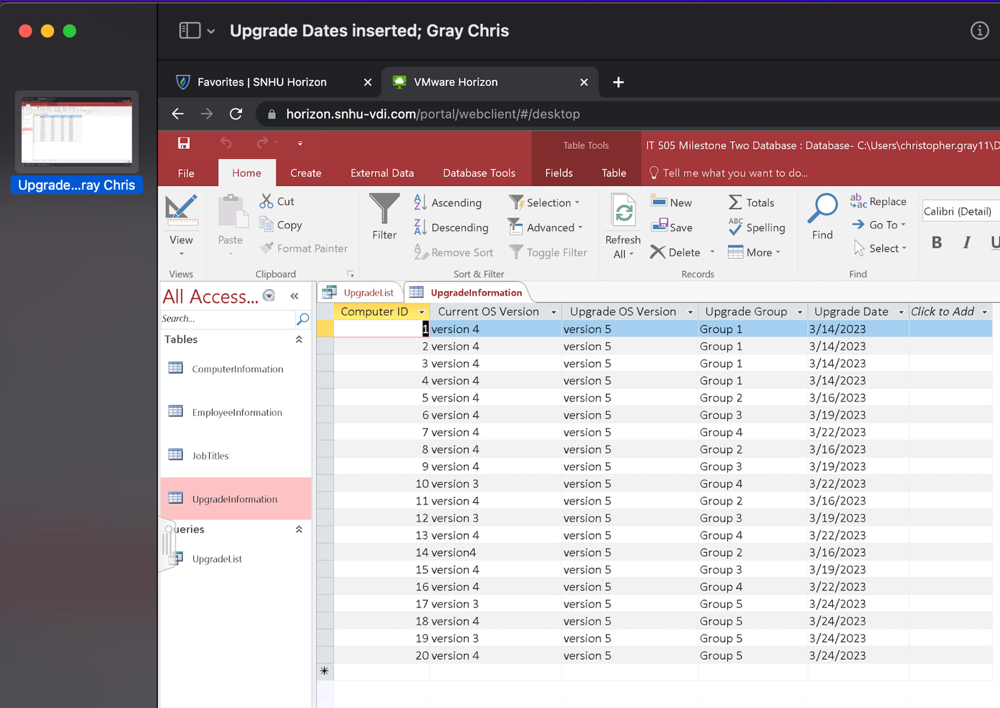 Upgrade Dates inserted; Gray Chris
Upgrade...ray Chris
Favorites | SNHU Horizon
VMware Horizon
horizon.snhu-vdi.com/portal/webclient/#/desktop
Table Tools
IT 505 Milestone Two Database : Database- C:\Users\christopher.gray11\D
File Home Create External Data Database Tools Fields Table Tell me what you want to do...
View
Views
Paste
Cut
Copy
Format Painter
Clipboard
Filter
Ascending
Descending
Remove Sort
Selection
Advanced
Toggle Filter
Sort & Filter
Refresh
All
New
Save
Delete
Totals
Spelling
More
Records
Find
Replace
Go To
Select
Find
Calibri (Detail)
B I U
All Access...
Search...
Tables
ComputerInformation
EmployeeInformation
JobTitles
UpgradeInformation
Queries
UpgradeList
UpgradeList UpgradeInformation
Computer ID Current OS Version Upgrade OS Version Upgrade Group Upgrade Date Click to Add
1 version 4 version 5 Group 1 3/14/2023
2 version 4 version 5 Group 1 3/14/2023
3 version 4 version 5 Group 1 3/14/2023
4 version 4 version 5 Group 1 3/14/2023
5 version 4 version 5 Group 2 3/16/2023
6 version 4 version 5 Group 3 3/19/2023
7 version 4 version 5 Group 4 3/22/2023
8 version 4 version 5 Group 2 3/16/2023
9 version 4 version 5 Group 3 3/19/2023
10 version 3 version 5 Group 4 3/22/2023
11 version 4 version 5 Group 2 3/16/2023
12 version 3 version 5 Group 3 3/19/2023
13 version 4 version 5 Group 4 3/22/2023
14 version4 version 5 Group 2 3/16/2023
15 version 4 version 5 Group 3 3/19/2023
16 version 4 version 5 Group 4 3/22/2023
17 version 3 version 5 Group 5 3/24/2023
18 version 4 version 5 Group 5 3/24/2023
19 version 3 version 5 Group 5 3/24/2023
20 version 4 version 5 Group 5 3/24/2023